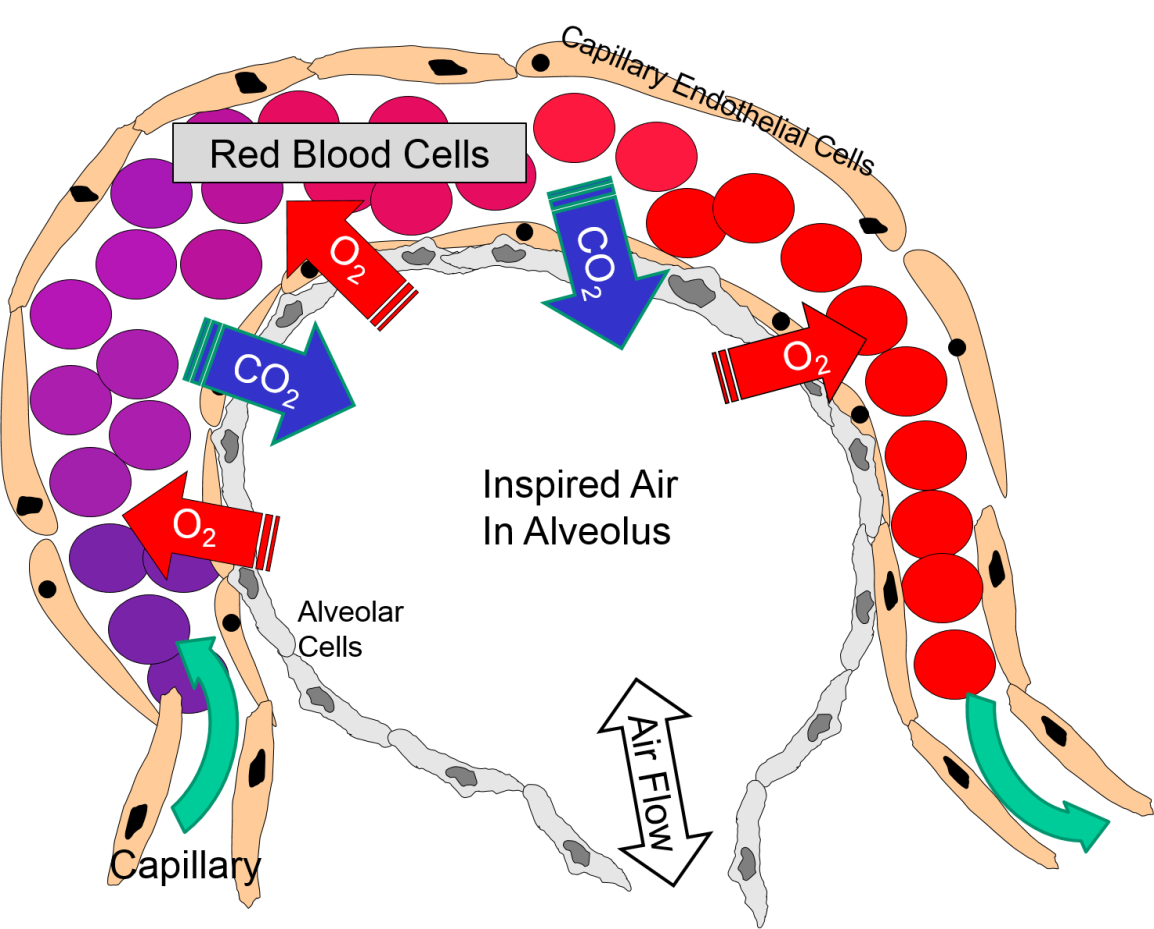 Capillary Endothelial Cells
Red Blood Cells
O2
CO2
O2
CO2
O2
Inspired Air
In Alveolus
Alveolar
Cells
Air Flow
Capillary